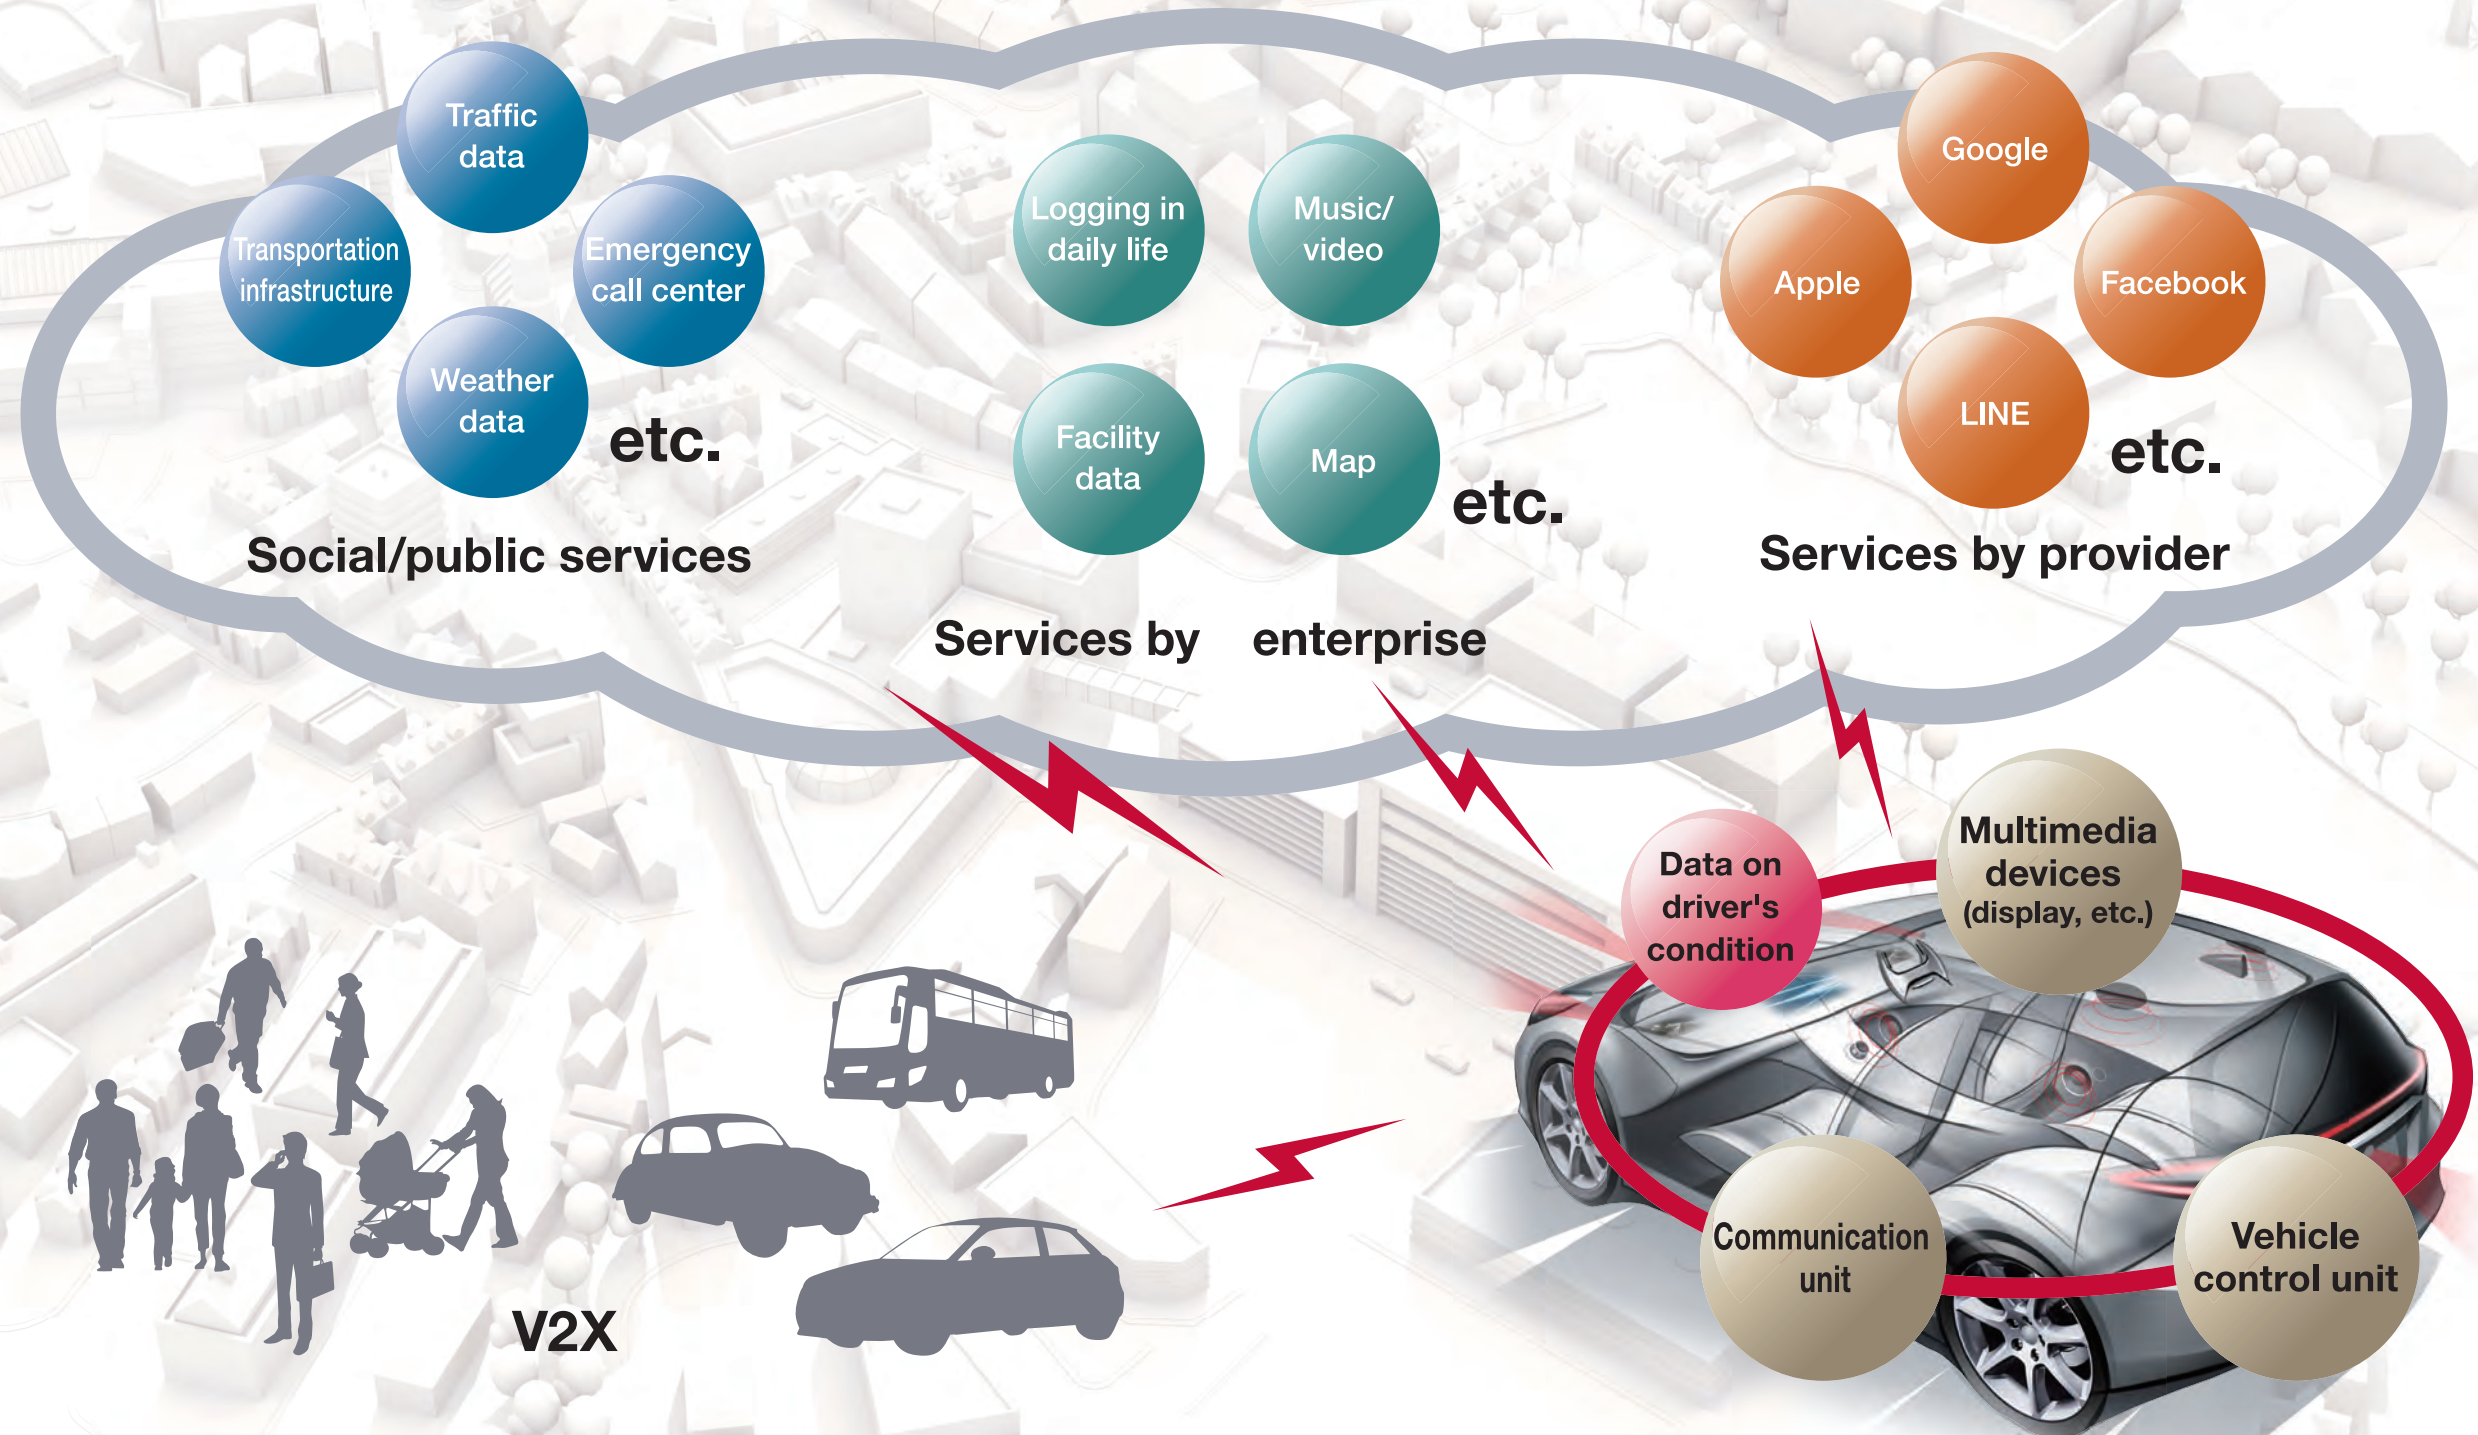 Traffic
data
Transportation
infrastructure
Emergency
call center
Weather
data
etc.
Social/public services
Logging in
daily life
Music/
video
Facility
data
Map
etc.
Services by enterprise
Google
Apple
Facebook
LINE
etc.
Services by provider
Data on
driver's
condition
Multimedia
devices
(display, etc.)
Communication
unit
Vehicle
control unit
V2X